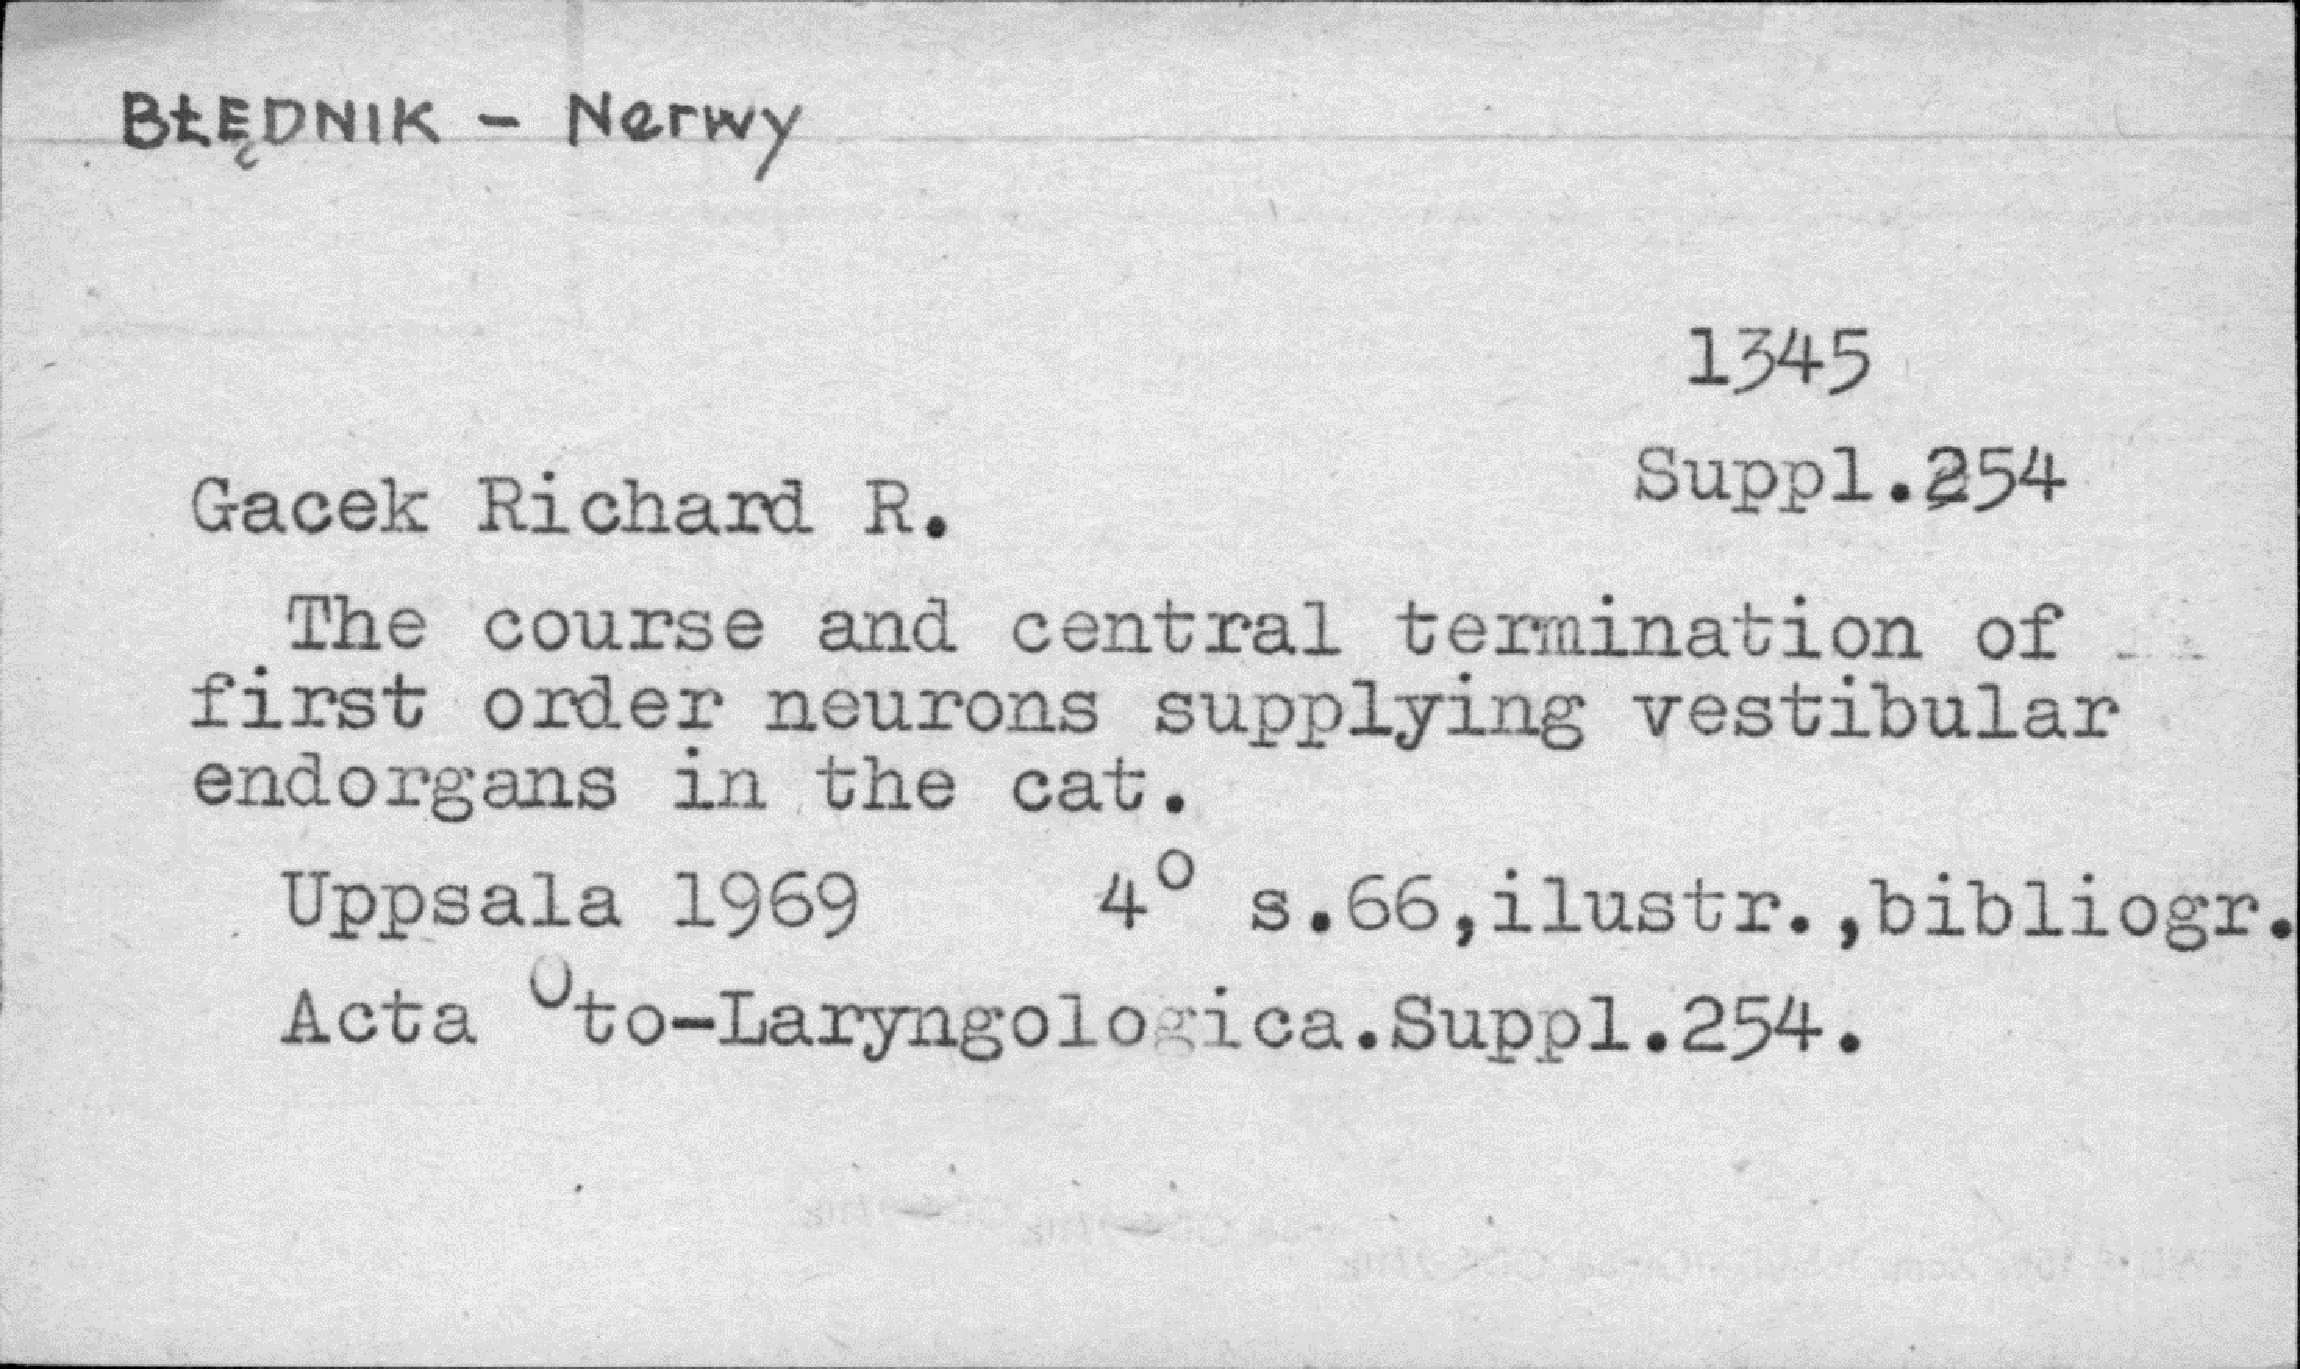 BŁĘDNIK - Nerwy
1345
Suppl.254
Gacek Richard R.
The course and central termination of
first order neurons supplying vestibular
endorgans in the cat.
Uppsala 1969 4° s.66,ilustr.,bibliogr.
Acta Oto-Laryngologica.Suppl.254.